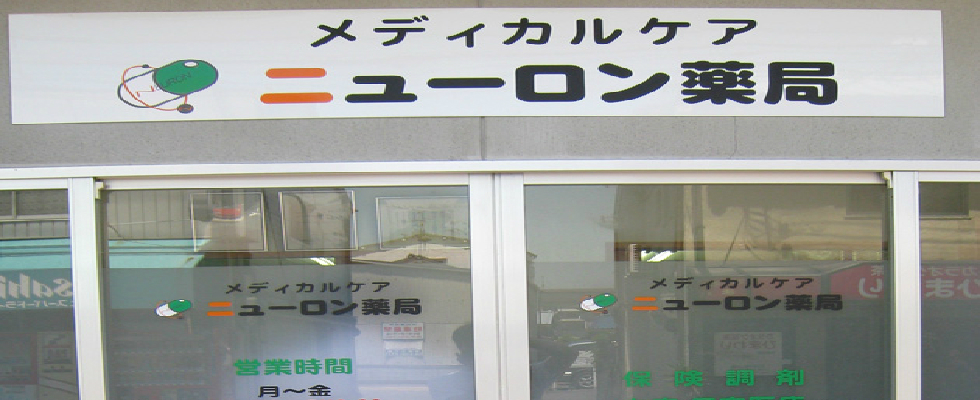 メディカルケア
ニューロン薬局
メディカルケア
ニューロン薬局
営業時間
月〜金
メディカルケア
ニューロン薬局
保険調剤